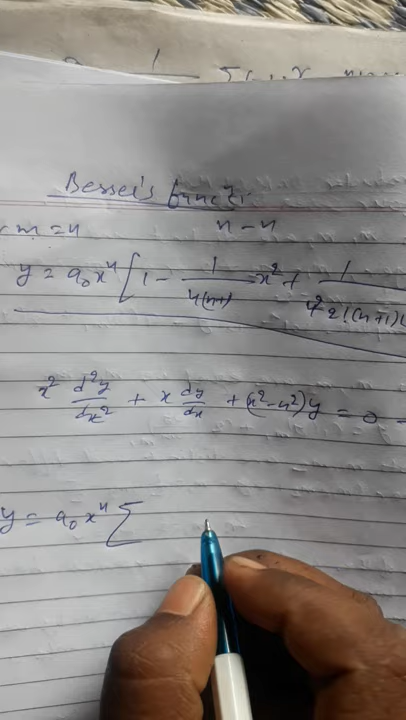 Bessel's functi
m = n   n - n
y = a₀xⁿ[1 - 1/4(n+1) x² + 1/4² 2!(n+1)(
x² d²y/dx² + x dy/dx + (x² - n²)y = 0
y = a₀xⁿ Σ